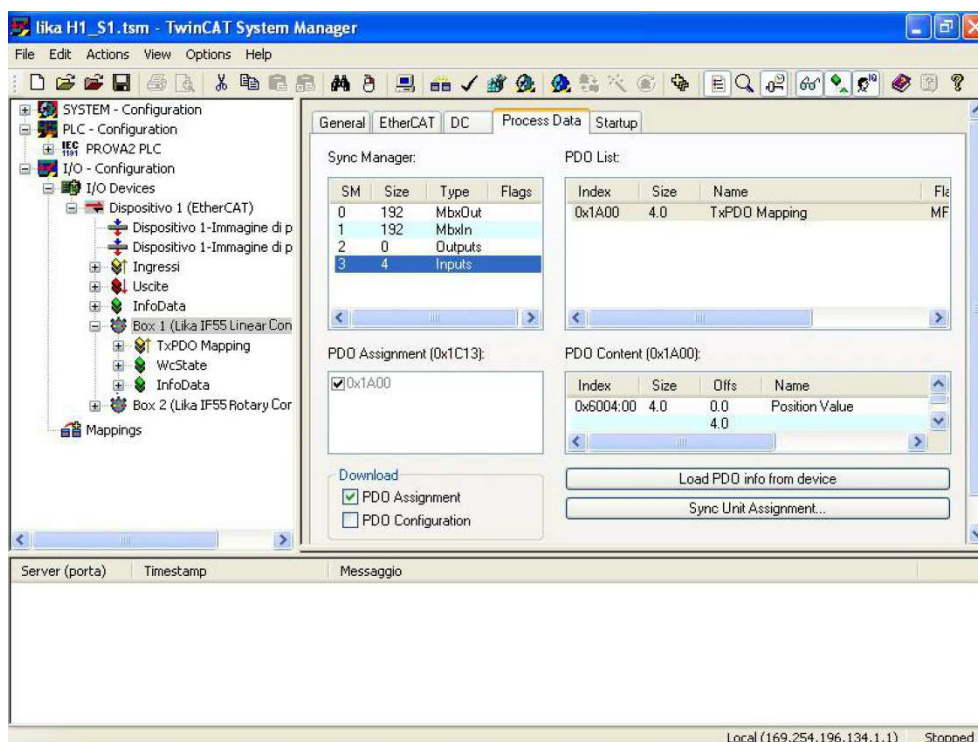 lika H1_S1.tsm - TwinCAT System Manager
File Edit Actions View Options Help
SYSTEM - Configuration
PLC - Configuration
IEC 1131 PROVA2 PLC
I/O - Configuration
I/O Devices
Dispositivo 1 (EtherCAT)
Dispositivo 1-Immagine di p
Dispositivo 1-Immagine di p
Ingressi
Uscite
InfoData
Box 1 (Lika IF55 Linear Con
TxPDO Mapping
WcState
InfoData
Box 2 (Lika IF55 Rotary Cor
Mappings
General EtherCAT DC Process Data Startup
Sync Manager:
SM Size Type Flags
0 192 MbxOut
1 192 MbxIn
2 0 Outputs
3 4 Inputs
PDO List:
Index Size Name Fla
0x1A00 4.0 TxPDO Mapping MF
PDO Assignment (0x1C13):
0x1A00
PDO Content (0x1A00):
Index Size Offs Name
0x6004:00 4.0 0.0 Position Value
4.0
Download
PDO Assignment
PDO Configuration
Load PDO info from device
Sync Unit Assignment...
Server (porta) Timestamp Messaggio
Local (169.254.196.134.1.1) Stopped